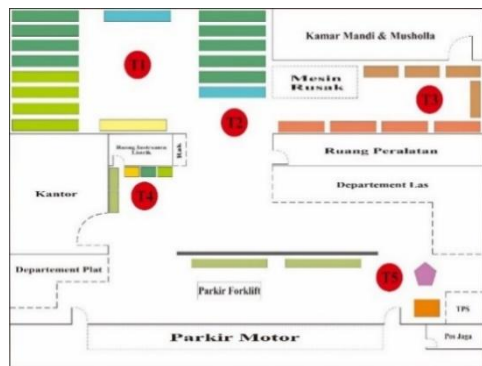 Kamar Mandi & Musholla
T1
Mesin
Rusak
T3
T2
Ruang Instrumen
Listrik
Rak
Ruang Peralatan
Kantor
T4
Departement Las
Departement Plat
T5
Parkir Forklift
TPS
Parkir Motor
Pos Jaga